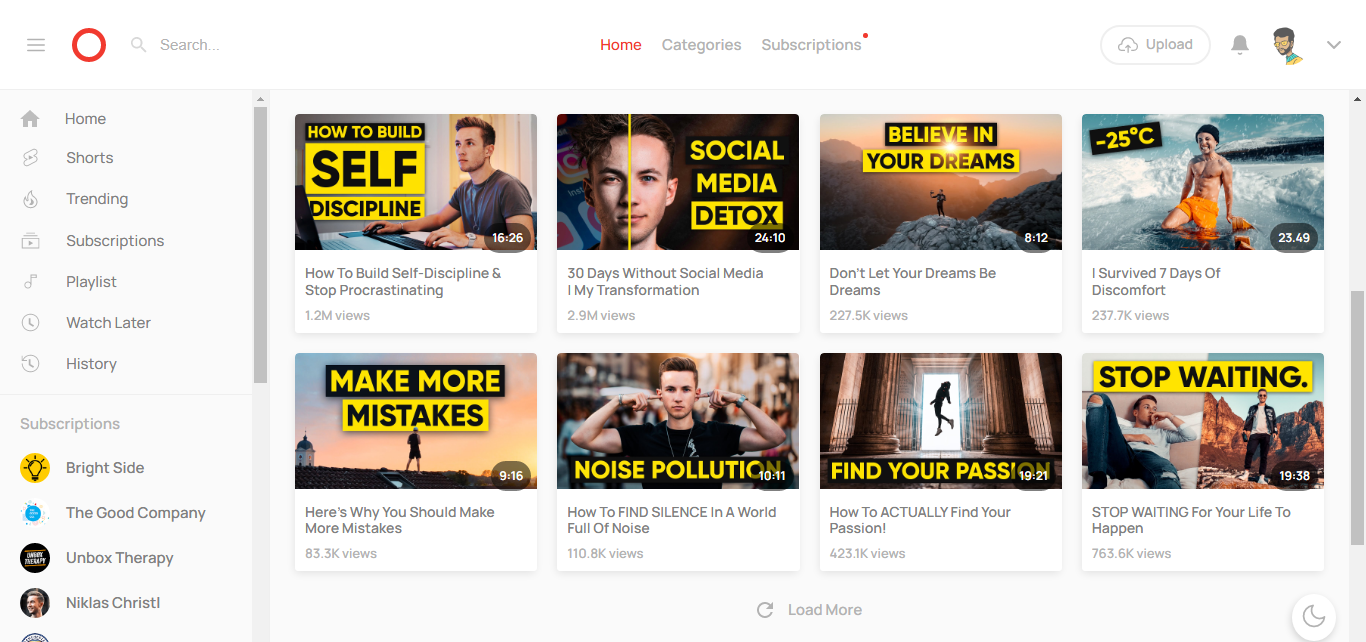 Search...
Home
Categories
Subscriptions
Upload
Home
Shorts
Trending
Subscriptions
Playlist
Watch Later
History
Subscriptions
Bright Side
The Good Company
UNBOX
THERAPY
Unbox Therapy
Niklas Christl
HOW TO BUILD
SELF
DISCIPLINE
16:26
How To Build Self-Discipline &
Stop Procrastinating
1.2M views
SOCIAL
MEDIA
DETOX
24:10
30 Days Without Social Media
| My Transformation
2.9M views
BELIEVE IN
YOUR DREAMS
8:12
Don't Let Your Dreams Be
Dreams
227.5K views
-25°C
23.49
I Survived 7 Days Of
Discomfort
237.7K views
MAKE MORE
MISTAKES
9:16
Here's Why You Should Make
More Mistakes
83.3K views
NOISE POLLUTION
10:11
How To FIND SILENCE In A World
Full Of Noise
110.8K views
FIND YOUR PASSION
19:21
How To ACTUALLY Find Your
Passion!
423.1K views
STOP WAITING.
19:38
STOP WAITING For Your Life To
Happen
763.6K views
Load More